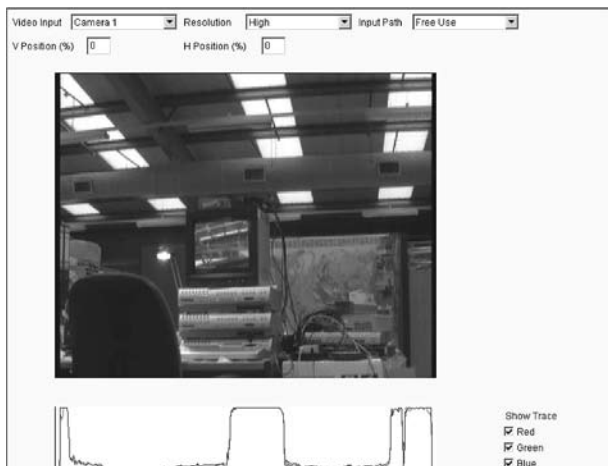 Video Input Camera 1 Resolution High Input Path Free Use
V Position (%) 0 H Position (%) 0
Show Trace
Red
Green
Blue